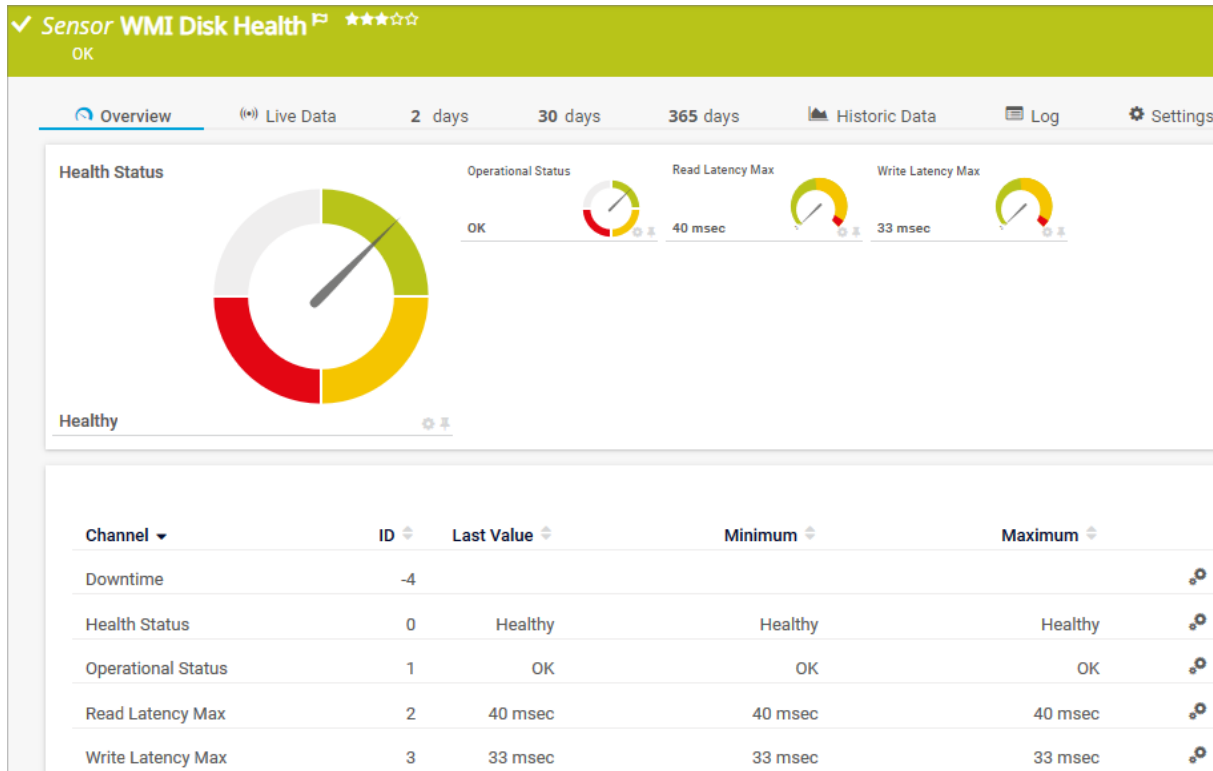 Sensor WMI Disk Health
OK
Overview Live Data 2 days 30 days 365 days Historic Data Log Settings
Health Status
Healthy
Operational Status
OK
Read Latency Max
40 msec
Write Latency Max
33 msec
Channel ID Last Value Minimum Maximum
Downtime -4
Health Status 0 Healthy Healthy Healthy
Operational Status 1 OK OK OK
Read Latency Max 2 40 msec 40 msec 40 msec
Write Latency Max 3 33 msec 33 msec 33 msec